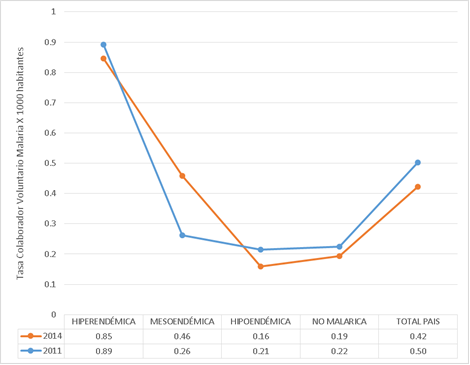 Tasa Colaborador Voluntario Malaria X 1000 habitantes
1
0.9
0.8
0.7
0.6
0.5
0.4
0.3
0.2
0.1
0
HIPERENDÉMICA MESOENDÉMICA HIPOENDÉMICA NO MALARICA TOTAL PAIS
2014 0.85 0.46 0.16 0.19 0.42
2011 0.89 0.26 0.21 0.22 0.50